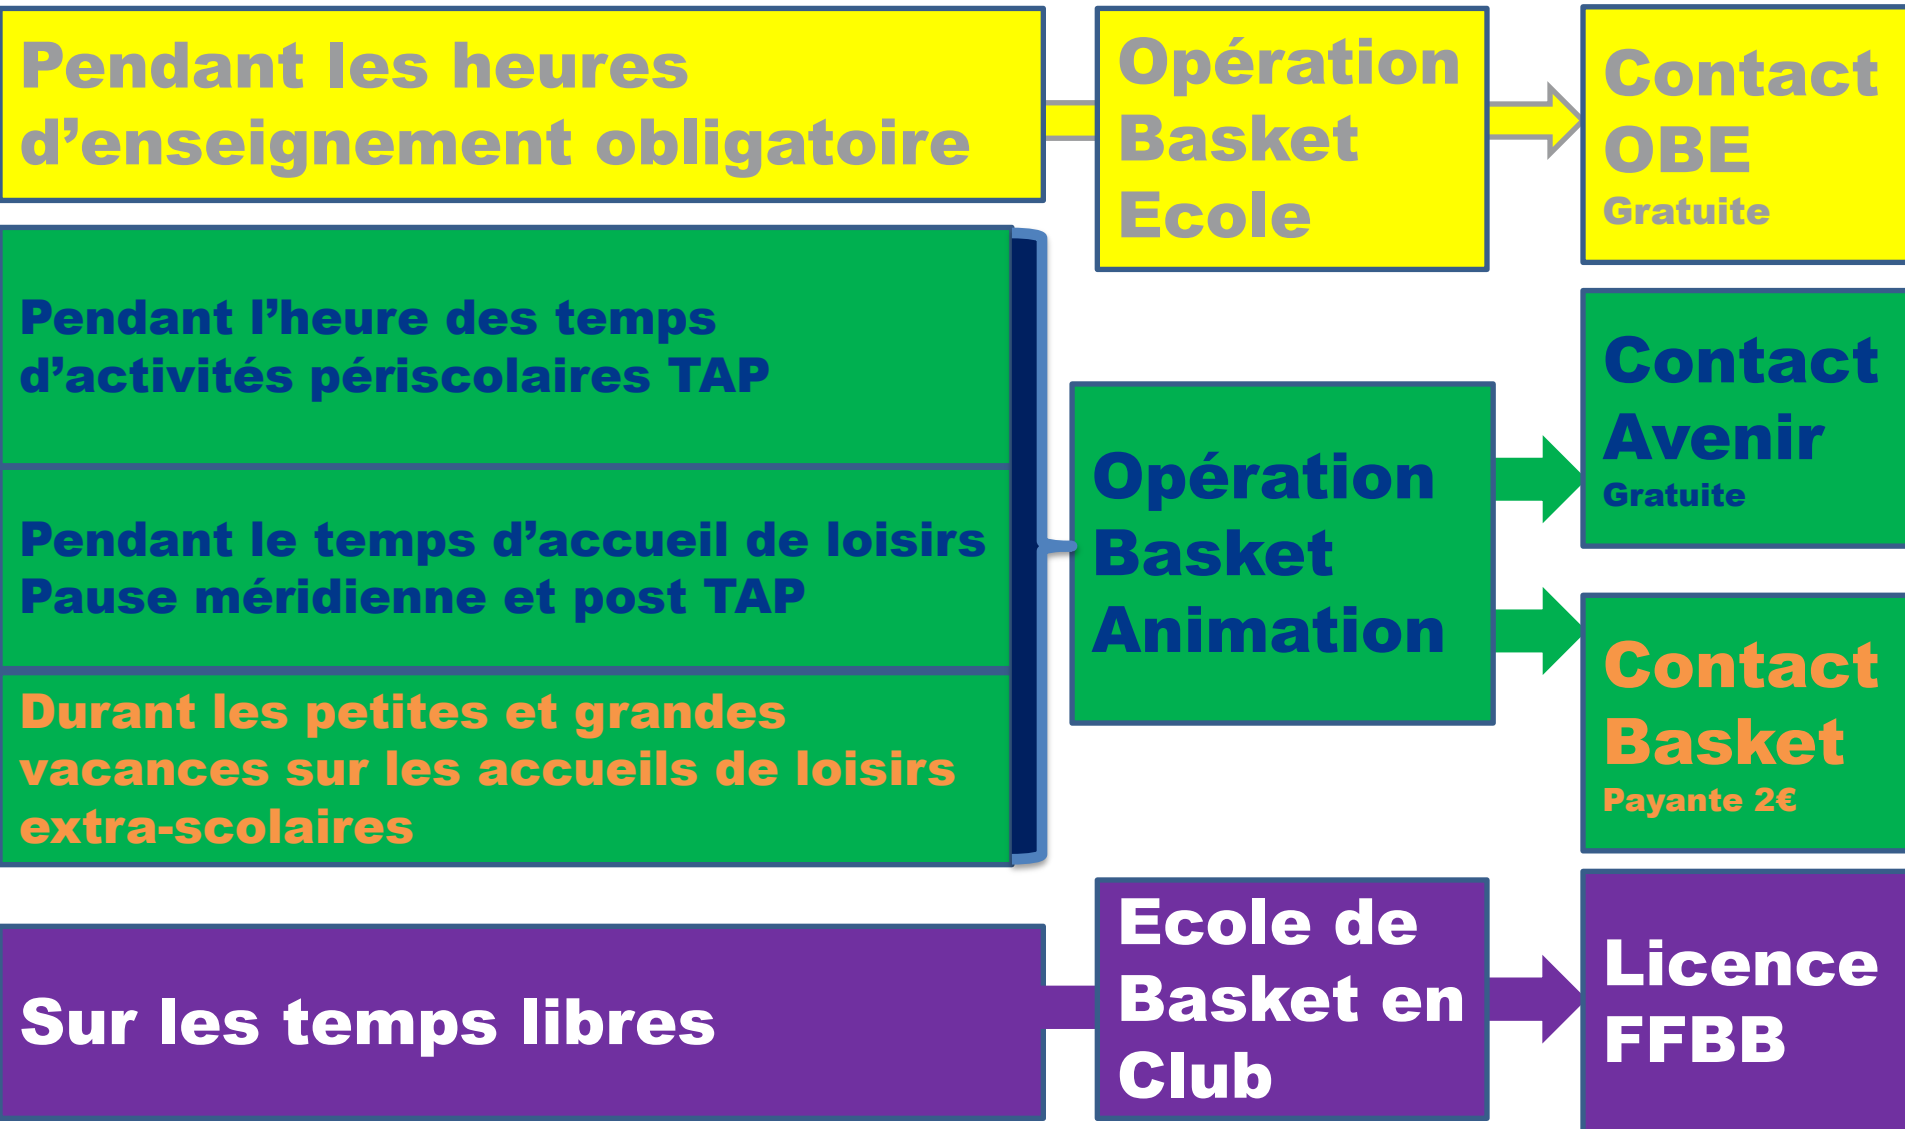 Pendant les heures
d’enseignement obligatoire
Opération
Basket
Ecole
Contact
OBE
Gratuite
Pendant l’heure des temps
d’activités périscolaires TAP
Pendant le temps d’accueil de loisirs
Pause méridienne et post TAP
Durant les petites et grandes
vacances sur les accueils de loisirs
extra-scolaires
Opération
Basket
Animation
Contact
Avenir
Gratuite
Contact
Basket
Payante 2€
Sur les temps libres
Ecole de
Basket en
Club
Licence
FFBB